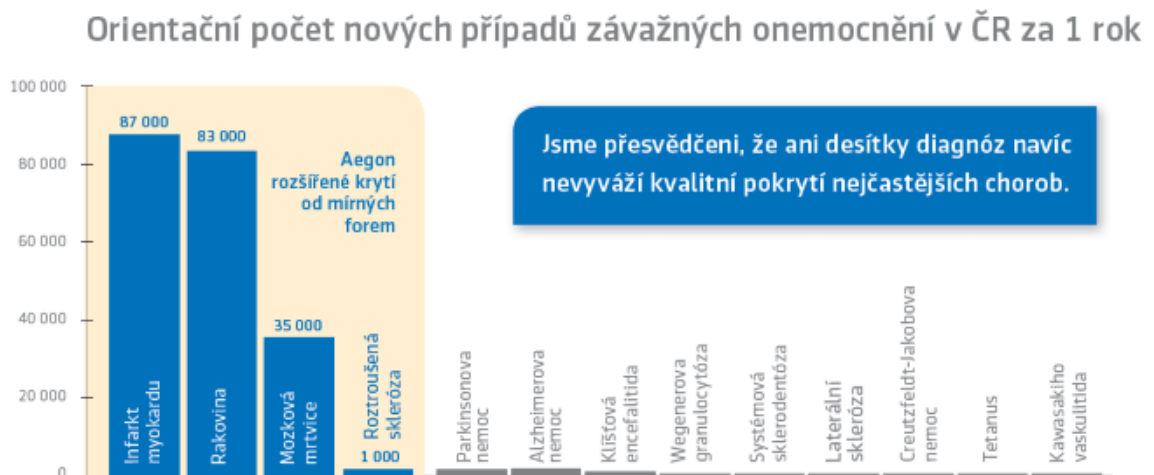 Orientační počet nových případů závažných onemocnění v ČR za 1 rok
100 000
80 000
60 000
40 000
20 000
0
87 000
83 000
35 000
1 000
Aegon
rozšířené krytí
od mírných
forem
Jsme přesvědčeni, že ani desítky diagnóz navíc
nevyváží kvalitní pokrytí nejčastějších chorob.
Infarkt
myokardu
Rakovina
Mozková
mrtvice
Roztroušená
skleróza
Parkinsonova
nemoc
Alzheimerova
nemoc
Klíšťová
encefalitida
Wegenerova
granulocytóza
Systémová
sklerodentóza
Laterální
skleróza
Creutzfeldt-Jakobova
nemoc
Tetanus
Kawasakiho
vaskulitida